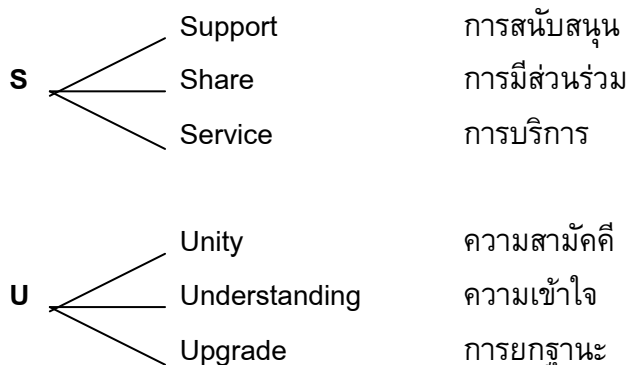 Support การสนับสนุน
S Share การมีส่วนร่วม
Service การบริการ
Unity ความสามัคคี
U Understanding ความเข้าใจ
Upgrade การยกฐานะ